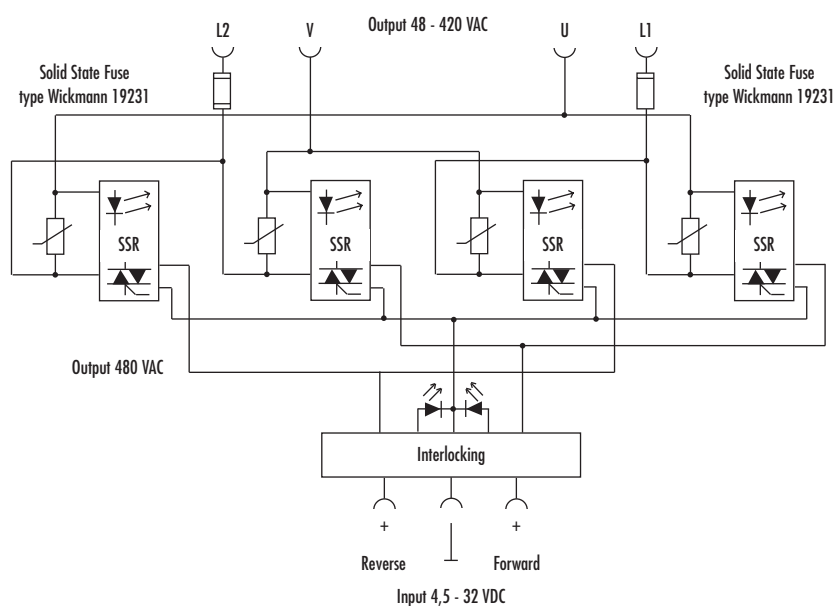 Output 48 - 420 VAC
L2
V
U
L1
Solid State Fuse
type Wickmann 19231
Solid State Fuse
type Wickmann 19231
SSR
SSR
SSR
SSR
Output 480 VAC
Interlocking
+
+
Reverse
Forward
Input 4,5 - 32 VDC